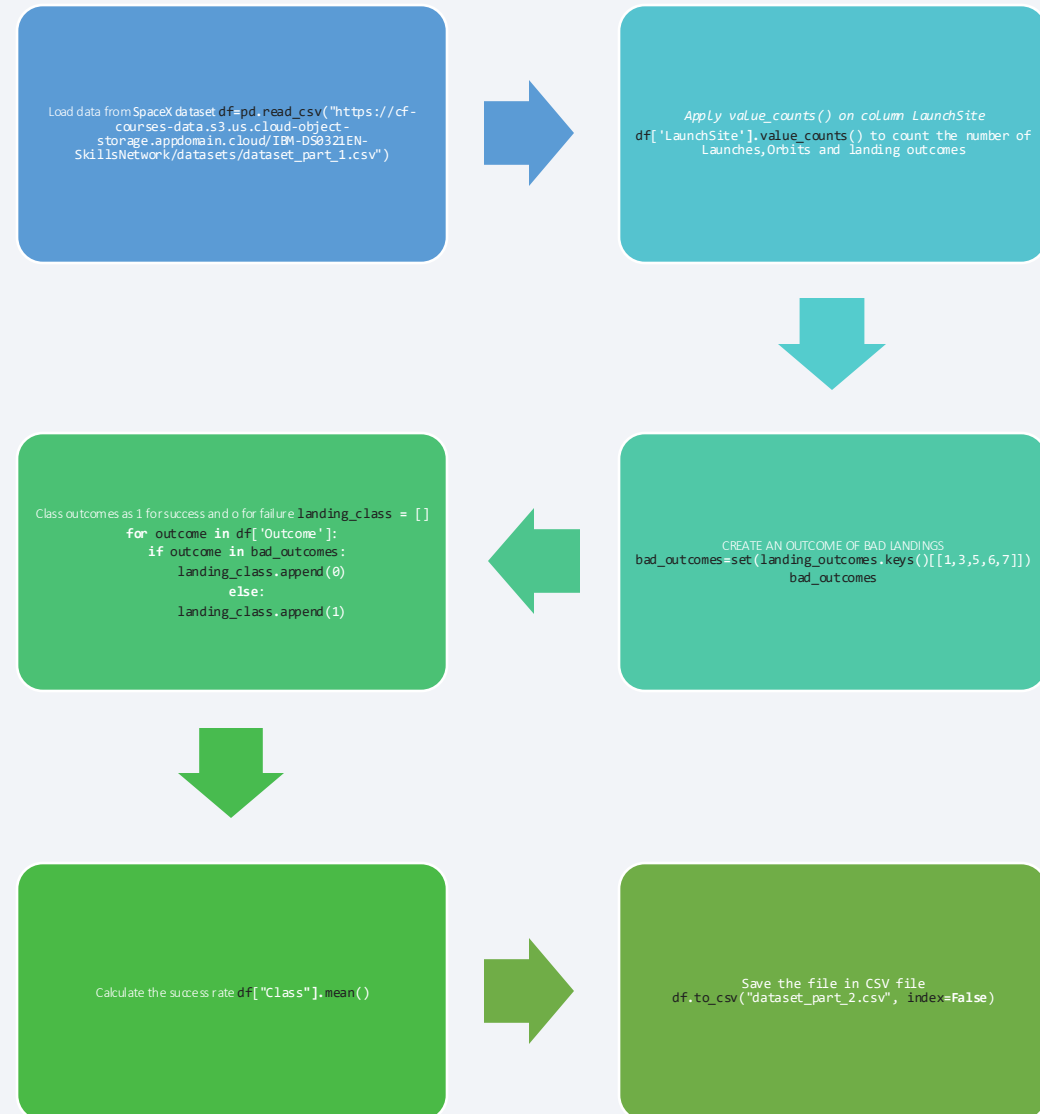 Load data from SpaceX dataset df=pd.read_csv("https://cf-
courses-data.s3.us.cloud-object-
storage.appdomain.cloud/IBM-DS0321EN-
SkillsNetwork/datasets/dataset_part_1.csv")
Apply value_counts() on column LaunchSite
df['LaunchSite'].value_counts() to count the number of
Launches,Orbits and landing outcomes
CREATE AN OUTCOME OF BAD LANDINGS
bad_outcomes=set(landing_outcomes.keys()[[1,3,5,6,7]])
bad_outcomes
Class outcomes as 1 for success and o for failure landing_class = []
for outcome in df['Outcome']:
if outcome in bad_outcomes:
landing_class.append(0)
else:
landing_class.append(1)
Calculate the success rate df["Class"].mean()
Save the file in CSV file
df.to_csv("dataset_part_2.csv", index=False)